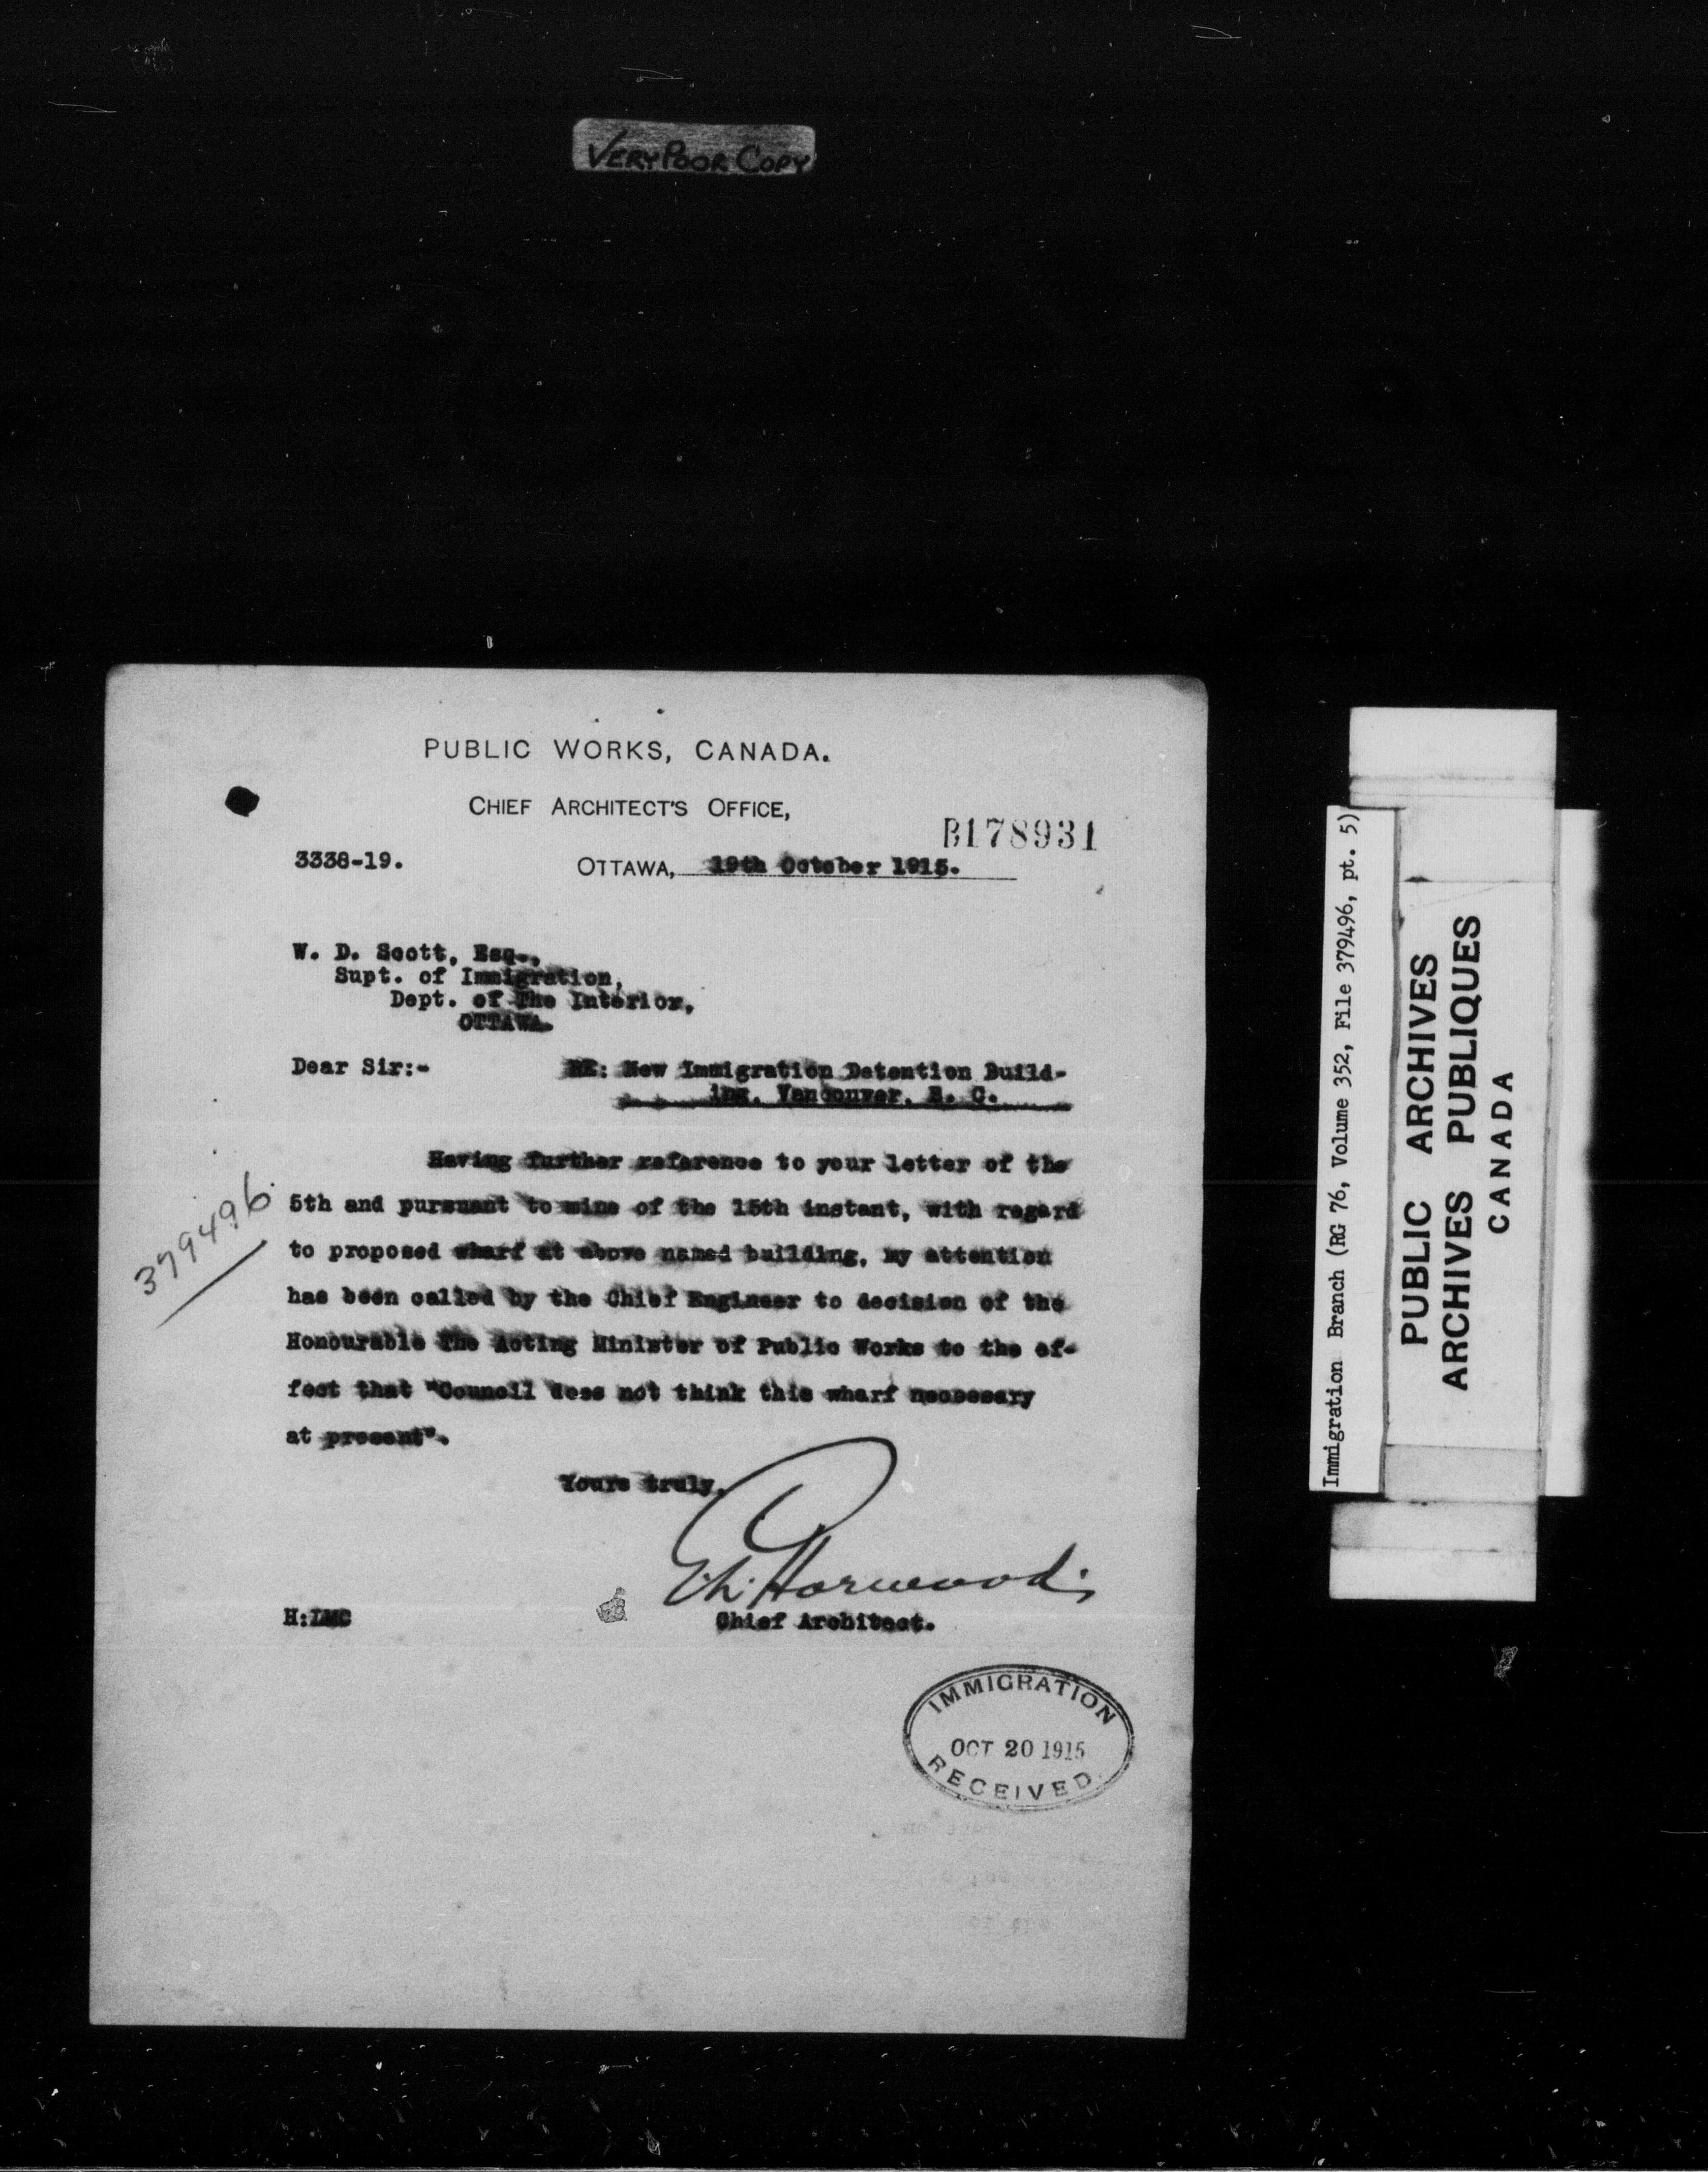 VERY POOR COPY
PUBLIC WORKS, CANADA.
CHIEF ARCHITECT'S OFFICE,
B178931
3338-19.
OTTAWA, 19th October 1915.
W. D. Scott, Esq.,
Supt. of Immigration,
Dept. of The Interior,
OTTAWA.
Dear Sir:-
RE: New Immigration Detention Build-
ing, Vancouver, B. C.
Having further reference to your letter of the
5th and pursuant to mine of the 15th instant, with regard
to proposed wharf at above named building, my attention
has been called by the Chief Engineer to decision of the
Honourable The Acting Minister of Public Works to the ef-
fect that "Council does not think this wharf necessary
at present".
379496
Yours truly,
E.L. Horwood.
H:LMC
Chief Architect.
IMMIGRATION
OCT 20 1915
RECEIVED
Immigration Branch (RG 76, Volume 352, File 379496, pt. 5)
PUBLIC ARCHIVES
ARCHIVES PUBLIQUES
CANADA